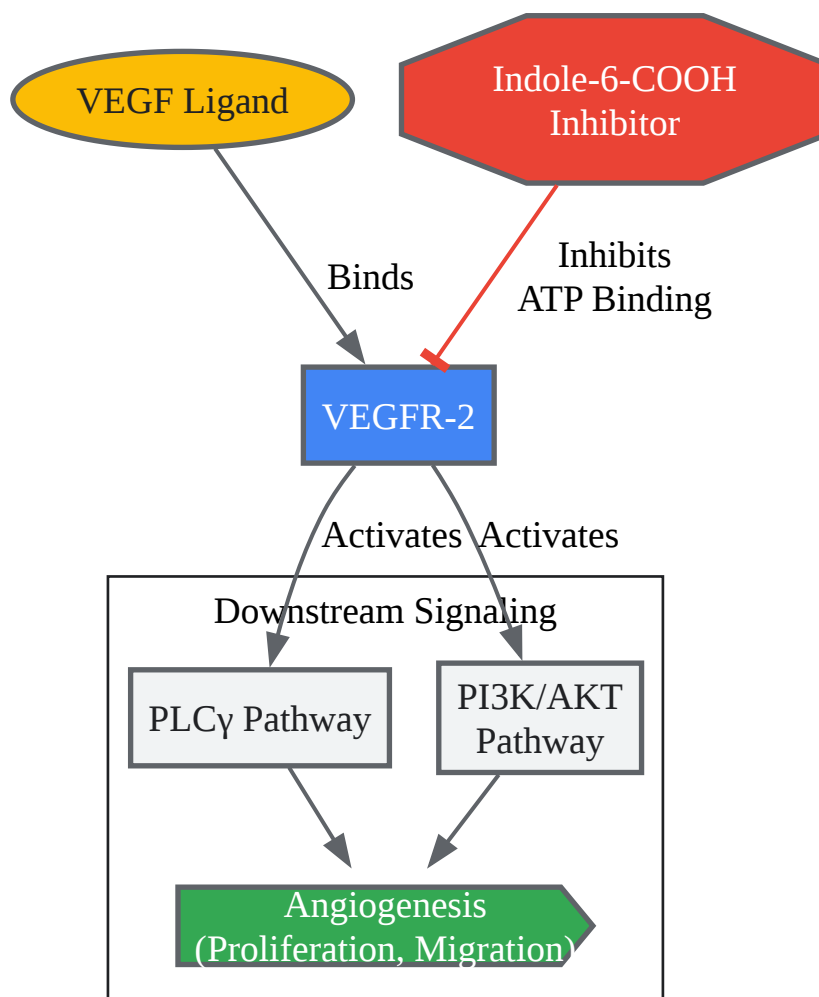 VEGF Ligand
Indole-6-COOH
Inhibitor
Binds
Inhibits
ATP Binding
VEGFR-2
Activates
Activates
Downstream Signaling
PLCγ Pathway
PI3K/AKT
Pathway
Angiogenesis
(Proliferation, Migration)